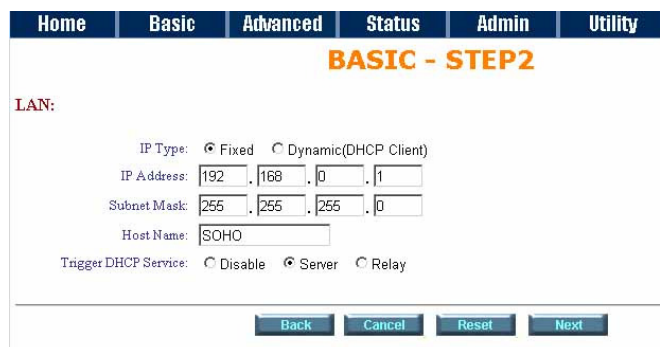 Home Basic Advanced Status Admin Utility
BASIC - STEP2
LAN:
IP Type: Fixed Dynamic(DHCP Client)
IP Address: 192 . 168 . 0 . 1
Subnet Mask: 255 . 255 . 255 . 0
Host Name: SOHO
Trigger DHCP Service: Disable Server Relay
Back Cancel Reset Next